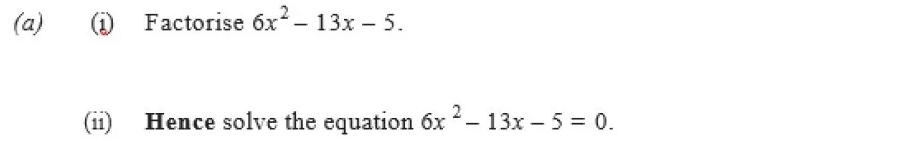 (a) (i) Factorise 6x² – 13x – 5.
(ii) Hence solve the equation 6x ² – 13x – 5 = 0.